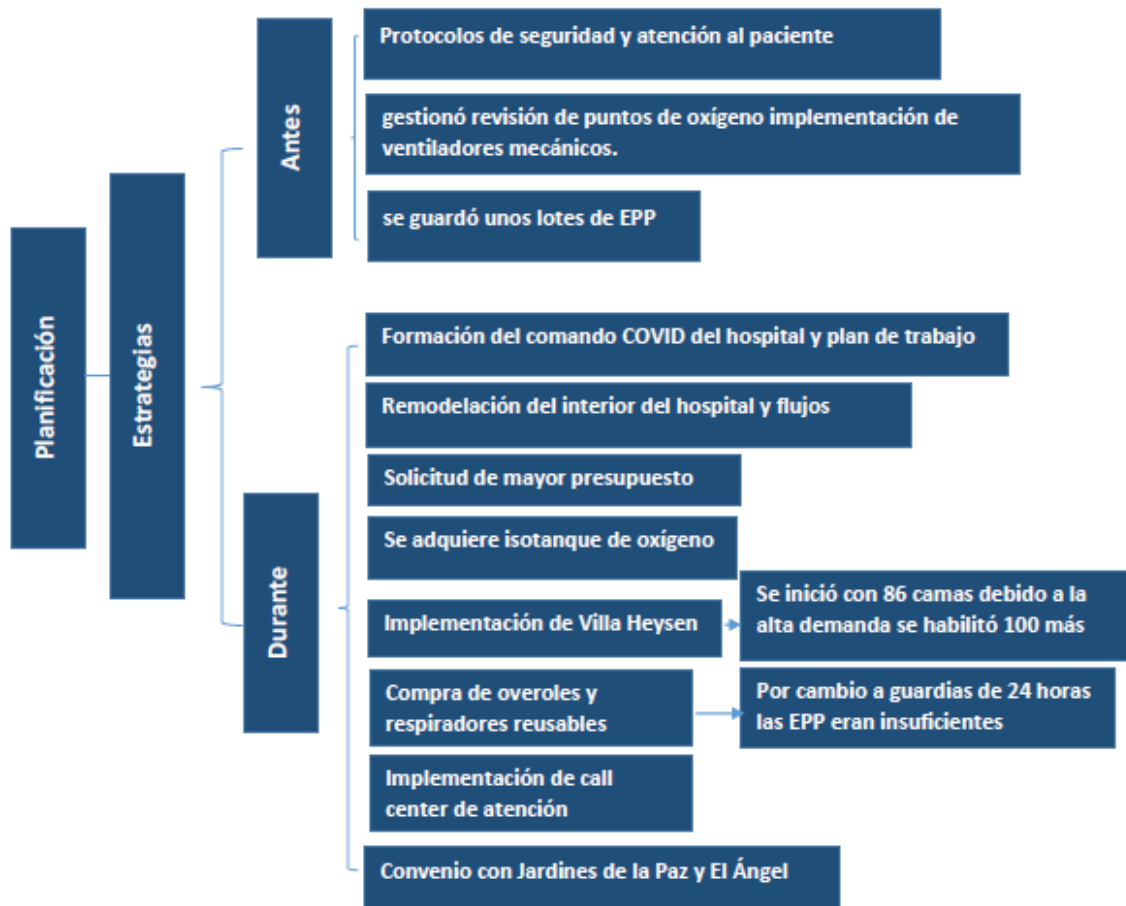 Planificación
Estrategias
Antes
Protocolos de seguridad y atención al paciente
gestionó revisión de puntos de oxígeno implementación de
ventiladores mecánicos.
se guardó unos lotes de EPP
Durante
Formación del comando COVID del hospital y plan de trabajo
Remodelación del interior del hospital y flujos
Solicitud de mayor presupuesto
Se adquiere isotanque de oxígeno
Implementación de Villa Heysen
Se inició con 86 camas debido a la
alta demanda se habilitó 100 más
Compra de overoles y
respiradores reusables
Por cambio a guardias de 24 horas
las EPP eran insuficientes
Implementación de call
center de atención
Convenio con Jardines de la Paz y El Ángel